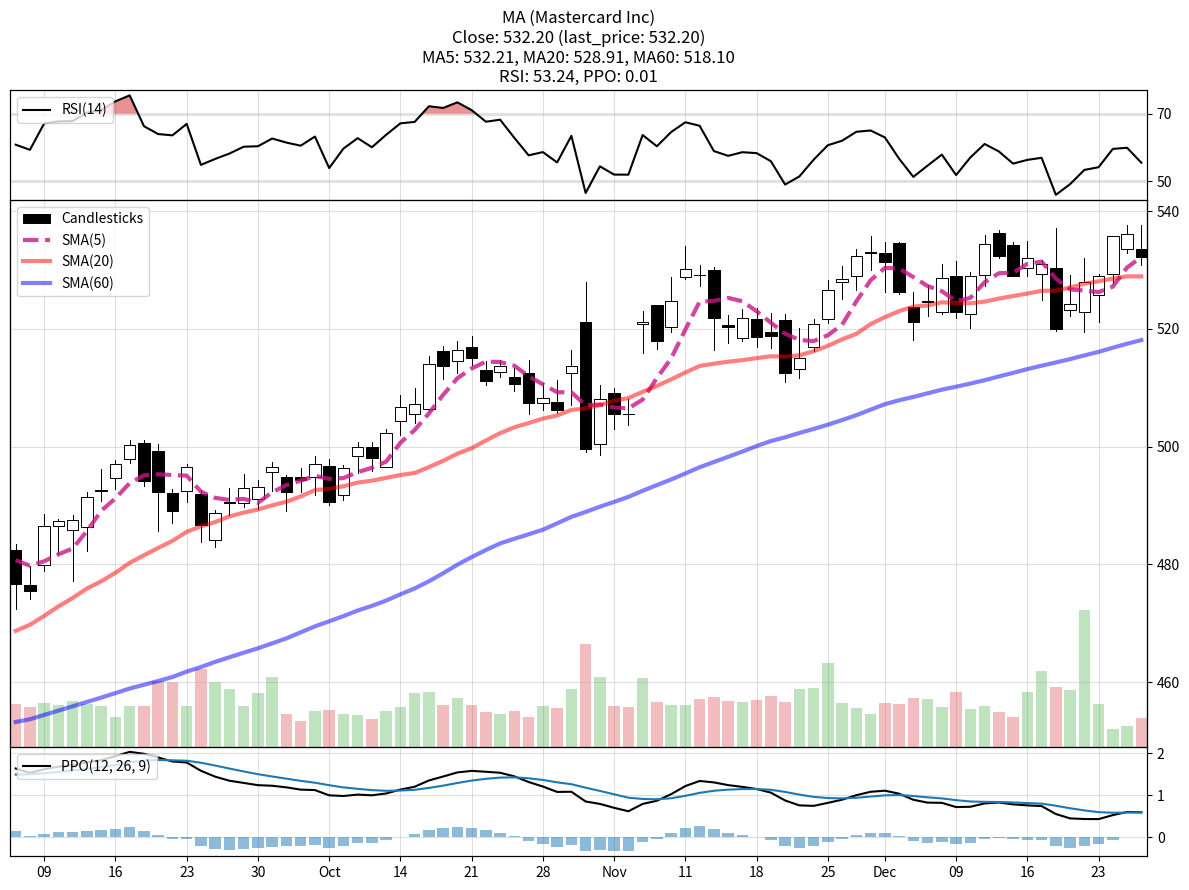 MA (Mastercard Inc)
Close: 532.20 (last_price: 532.20)
MA5: 532.21, MA20: 528.91, MA60: 518.10
RSI: 53.24, PPO: 0.01
RSI(14)
70
50
Candlesticks
SMA(5)
SMA(20)
SMA(60)
540
520
500
480
460
PPO(12, 26, 9)
2
1
0
09 16 23 30 Oct 14 21 28 Nov 11 18 25 Dec 09 16 23